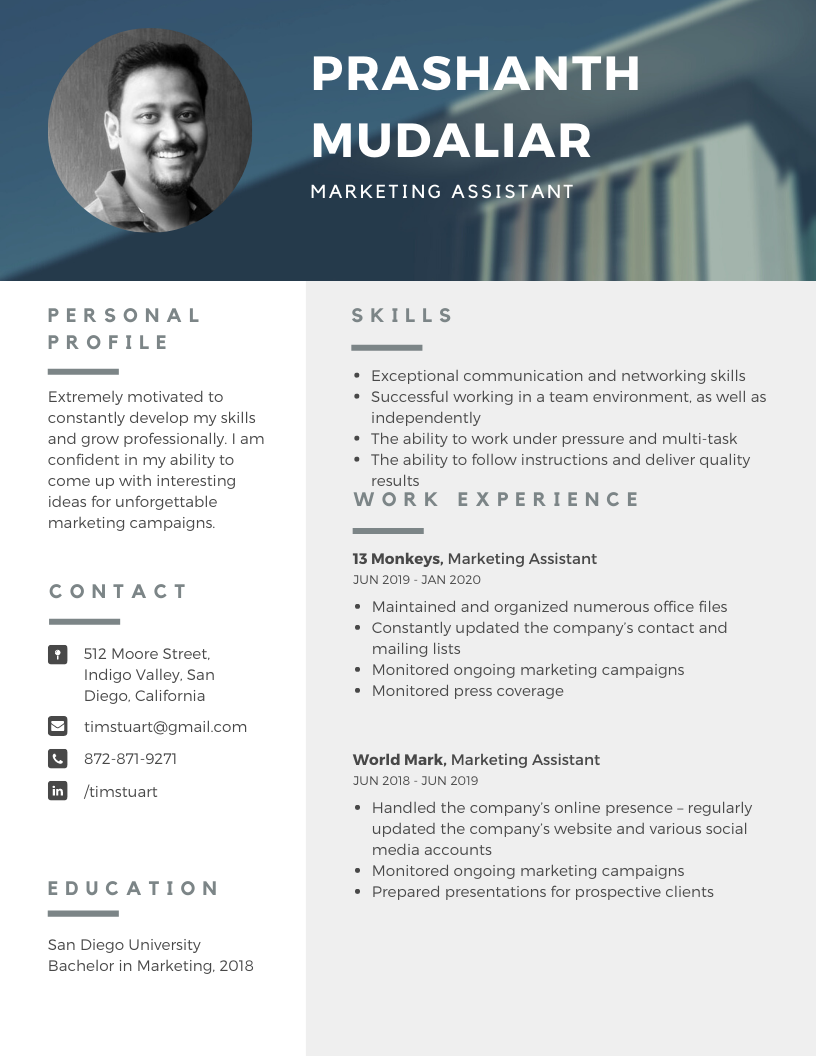 PRASHANTH
MUDALIAR
MARKETING ASSISTANT
PERSONAL
PROFILE
Extremely motivated to
constantly develop my skills
and grow professionally. I am
confident in my ability to
come up with interesting
ideas for unforgettable
marketing campaigns.
CONTACT
512 Moore Street,
Indigo Valley, San
Diego, California
timstuart@gmail.com
872-871-9271
in
/timstuart
EDUCATION
San Diego University
Bachelor in Marketing, 2018
SKILLS
• Exceptional communication and networking skills
• Successful working in a team environment, as well as
independently
• The ability to work under pressure and multi-task
• The ability to follow instructions and deliver quality
results
WORK EXPERIENCE
13 Monkeys, Marketing Assistant
JUN 2019 - JAN 2020
• Maintained and organized numerous office files
• Constantly updated the company’s contact and
mailing lists
• Monitored ongoing marketing campaigns
• Monitored press coverage
World Mark, Marketing Assistant
JUN 2018 - JUN 2019
• Handled the company’s online presence – regularly
updated the company’s website and various social
media accounts
• Monitored ongoing marketing campaigns
• Prepared presentations for prospective clients